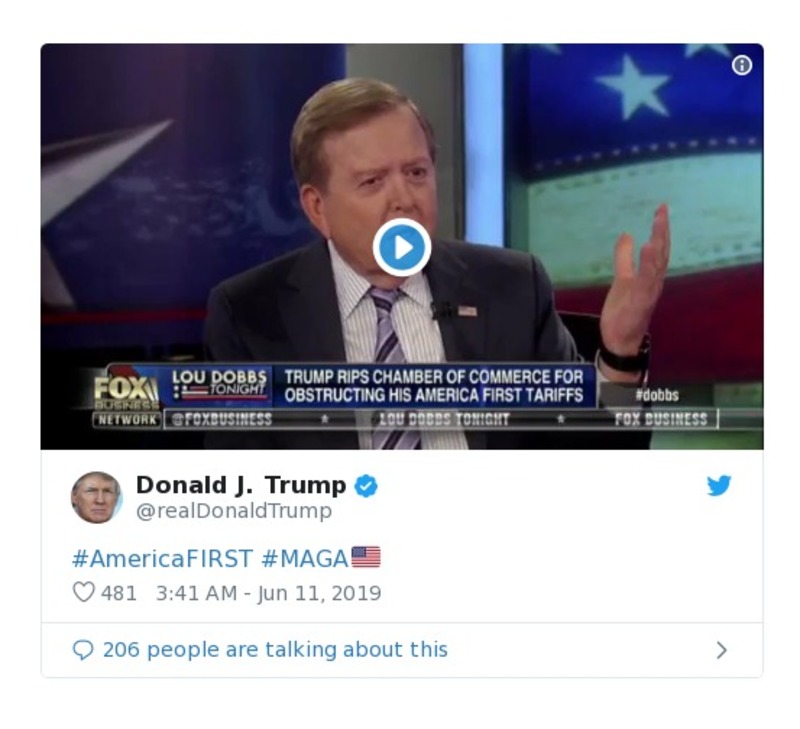 FOX
BUSINESS
NETWORK
LOU DOBBS
TONIGHT
TRUMP RIPS CHAMBER OF COMMERCE FOR
OBSTRUCTING HIS AMERICA FIRST TARIFFS
#dobbs
@FOXBUSINESS ★ LOU DOBBS TONIGHT ★ FOX BUSINESS
Donald J. Trump
@realDonaldTrump
#AmericaFIRST #MAGA🇺🇸
481 3:41 AM - Jun 11, 2019
206 people are talking about this